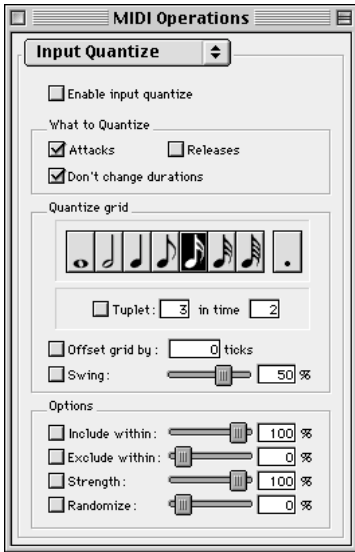 MIDI Operations
Input Quantize
Enable input quantize
What to Quantize
Attacks Releases
Don't change durations
Quantize grid
Tuplet: 3 in time 2
Offset grid by: 0 ticks
Swing: 50 %
Options
Include within: 100 %
Exclude within: 0 %
Strength: 100 %
Randomize: 0 %